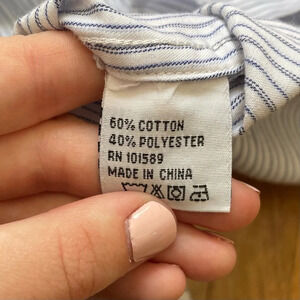 60% COTTON
40% POLYESTER
RN 101589
MADE IN CHINA